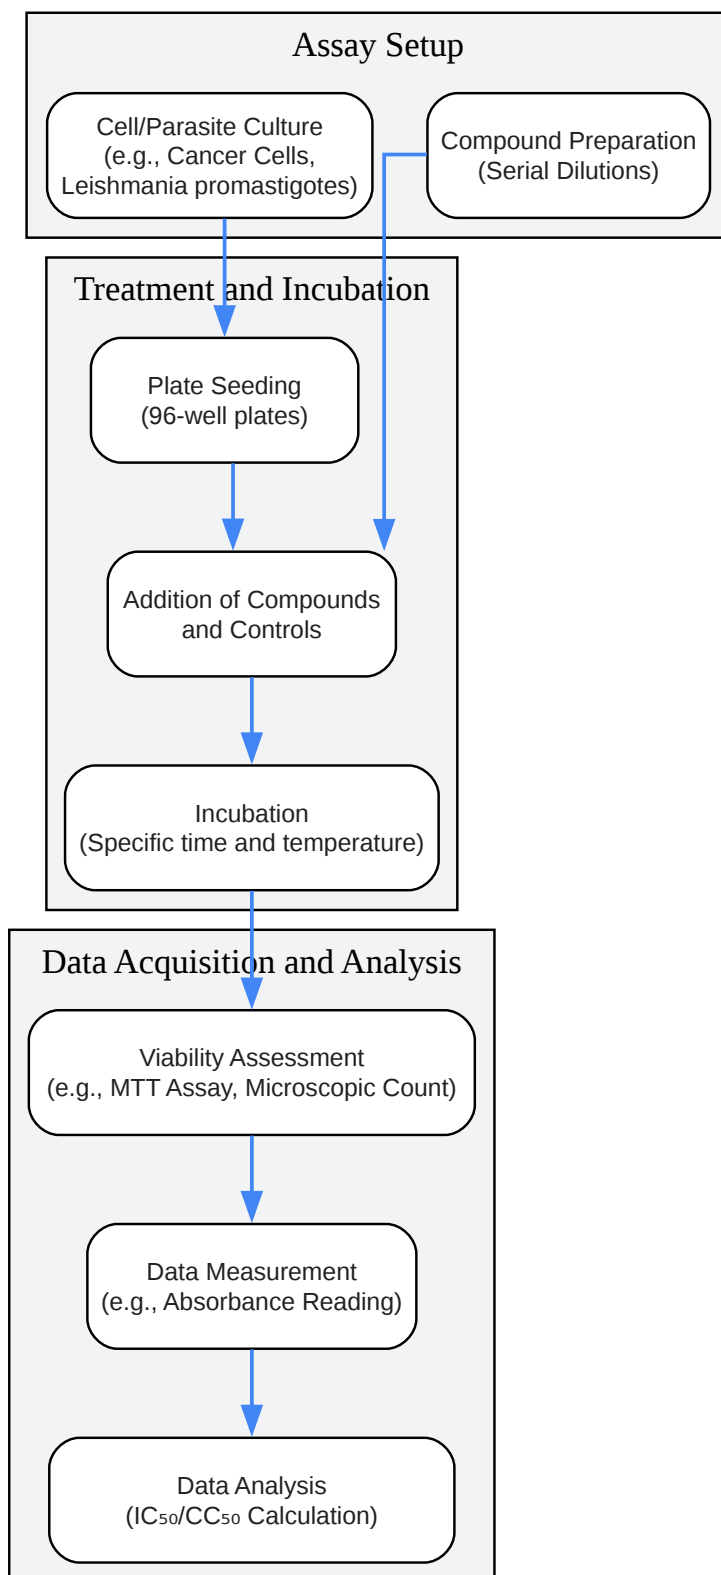 Assay Setup
Cell/Parasite Culture
(e.g., Cancer Cells,
Leishmania promastigotes)
Compound Preparation
(Serial Dilutions)
Treatment and Incubation
Plate Seeding
(96-well plates)
Addition of Compounds
and Controls
Incubation
(Specific time and temperature)
Data Acquisition and Analysis
Viability Assessment
(e.g., MTT Assay, Microscopic Count)
Data Measurement
(e.g., Absorbance Reading)
Data Analysis
(IC₅₀/CC₅₀ Calculation)